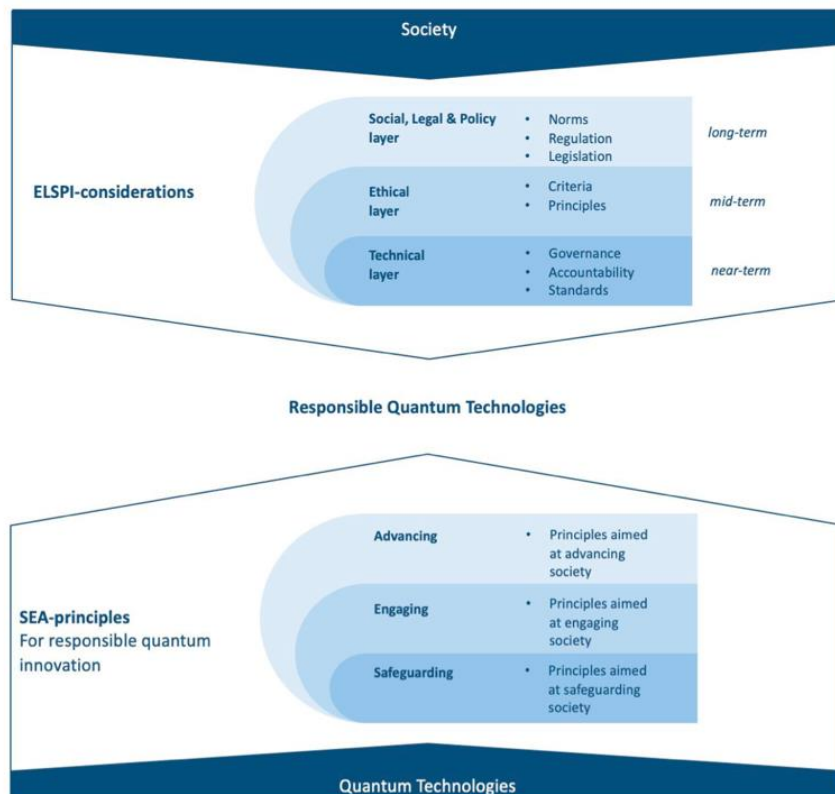 Society
ELSPI-considerations
Social, Legal & Policy
layer
• Norms
• Regulation
• Legislation
long-term
Ethical
layer
• Criteria
• Principles
mid-term
Technical
layer
• Governance
• Accountability
• Standards
near-term
Responsible Quantum Technologies
SEA-principles
For responsible quantum
innovation
Advancing
• Principles aimed
at advancing
society
Engaging
• Principles aimed
at engaging
society
Safeguarding
• Principles aimed
at safeguarding
society
Quantum Technologies